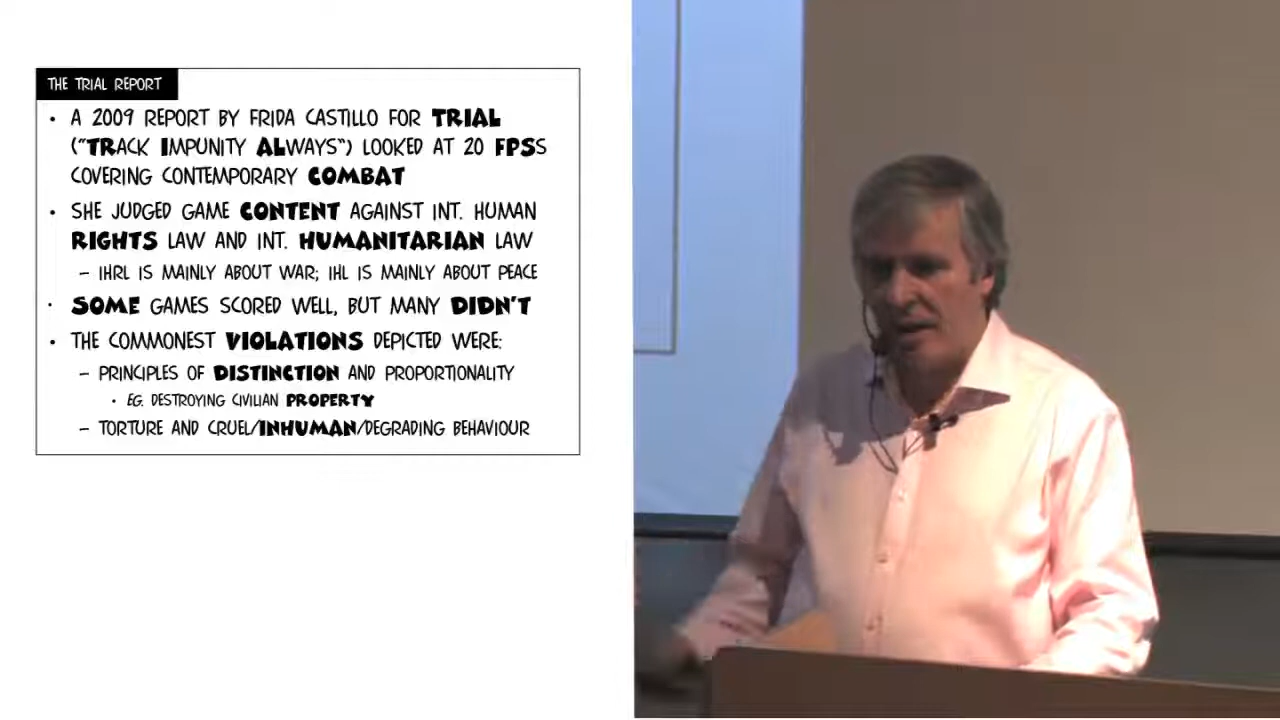 THE TRIAL REPORT
• A 2009 REPORT BY FRIDA CASTILLO FOR TRIAL
("TRACK IMPUNITY ALWAYS") LOOKED AT 20 FPSS
COVERING CONTEMPORARY COMBAT
• SHE JUDGED GAME CONTENT AGAINST INT. HUMAN
RIGHTS LAW AND INT. HUMANITARIAN LAW
– IHRL IS MAINLY ABOUT WAR; IHL IS MAINLY ABOUT PEACE
• SOME GAMES SCORED WELL, BUT MANY DIDN'T
• THE COMMONEST VIOLATIONS DEPICTED WERE:
– PRINCIPLES OF DISTINCTION AND PROPORTIONALITY
• EG. DESTROYING CIVILIAN PROPERTY
– TORTURE AND CRUEL/INHUMAN/DEGRADING BEHAVIOUR